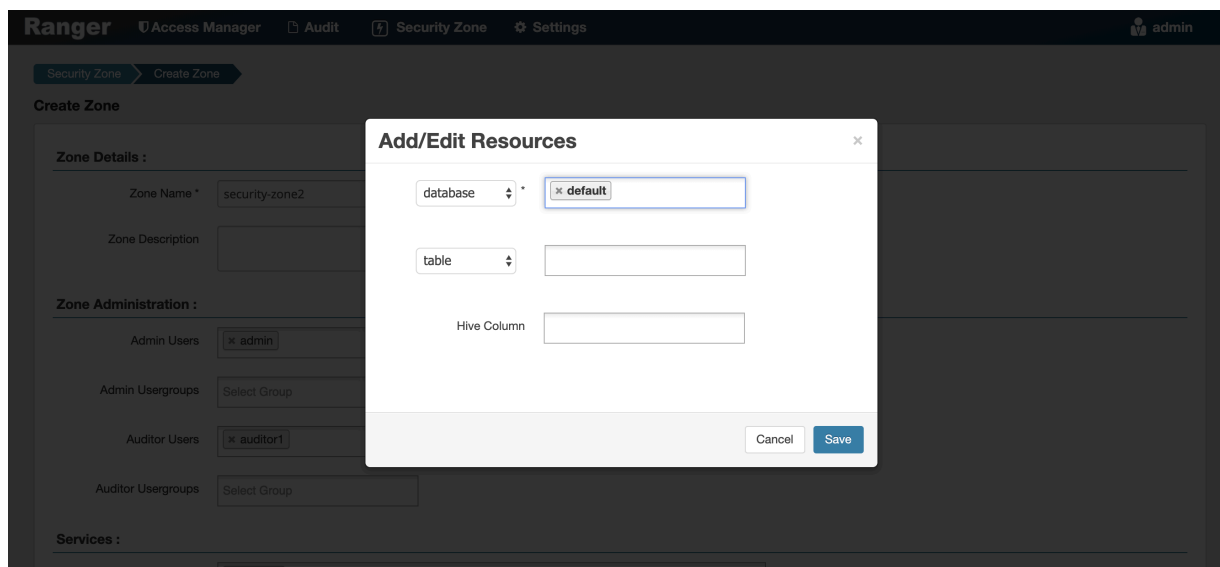 Ranger Access Manager Audit Security Zone Settings admin
Security Zone Create Zone
Create Zone
Zone Details :
Zone Name * security-zone2
Zone Description
Zone Administration :
Admin Users × admin
Admin Usergroups Select Group
Auditor Users × auditor1
Auditor Usergroups Select Group
Services :
Add/Edit Resources ×
database * × default
table
Hive Column
Cancel Save